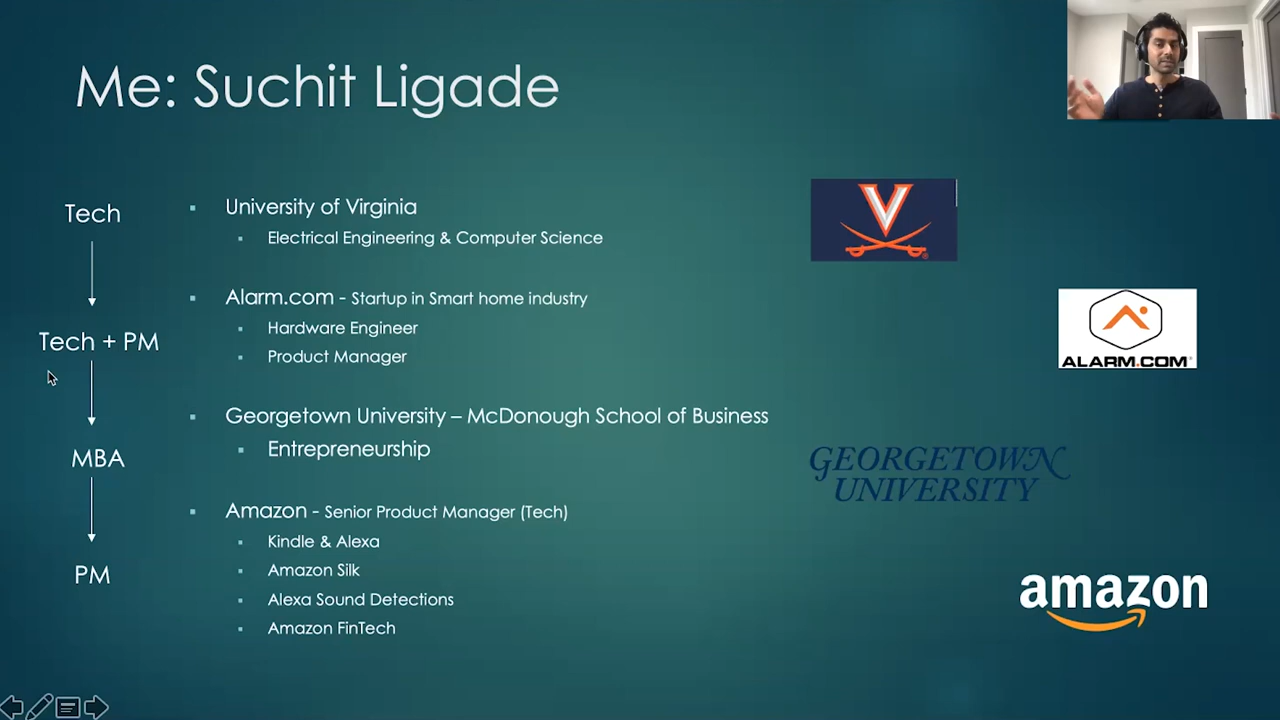 Me: Suchit Ligade
Tech
Tech + PM
MBA
PM
University of Virginia
Electrical Engineering & Computer Science
Alarm.com - Startup in Smart home industry
Hardware Engineer
Product Manager
Georgetown University – McDonough School of Business
Entrepreneurship
Amazon - Senior Product Manager (Tech)
Kindle & Alexa
Amazon Silk
Alexa Sound Detections
Amazon FinTech
V
ALARM.COM
GEORGETOWN
UNIVERSITY
amazon